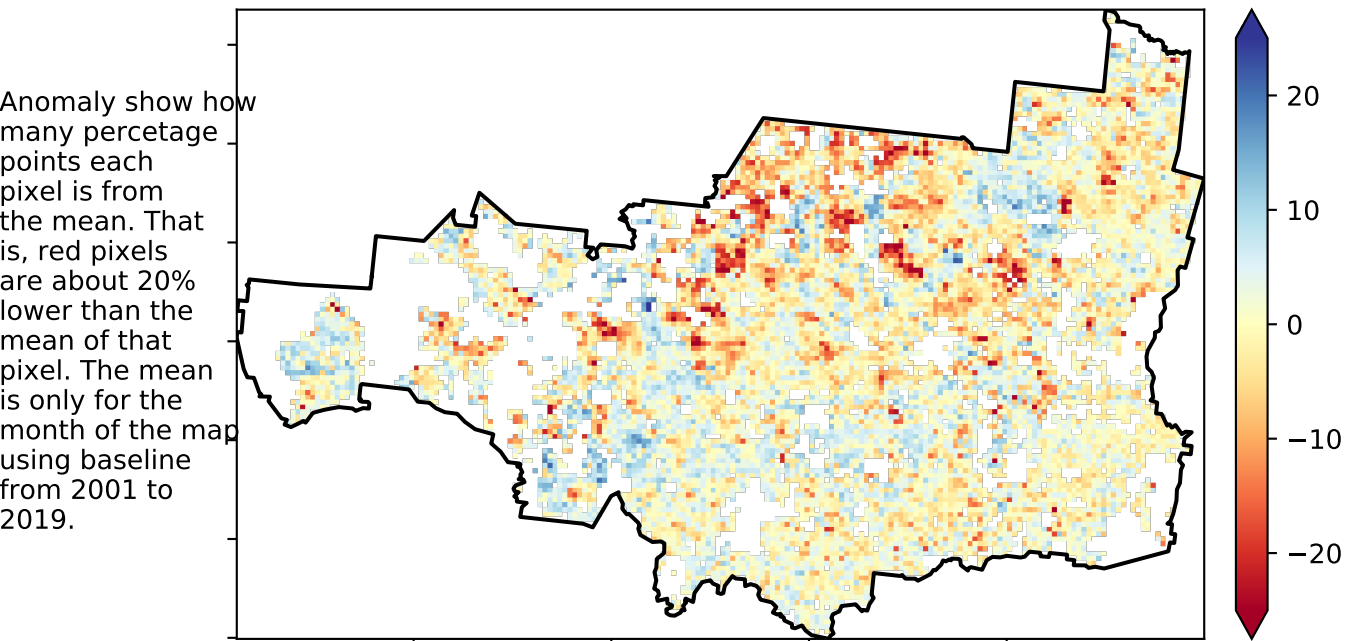 Anomaly show how
many percetage
points each
pixel is from
the mean. That
is, red pixels
are about 20%
lower than the
mean of that
pixel. The mean
is only for the
month of the map
using baseline
from 2001 to
2019.
20
10
0
−10
−20